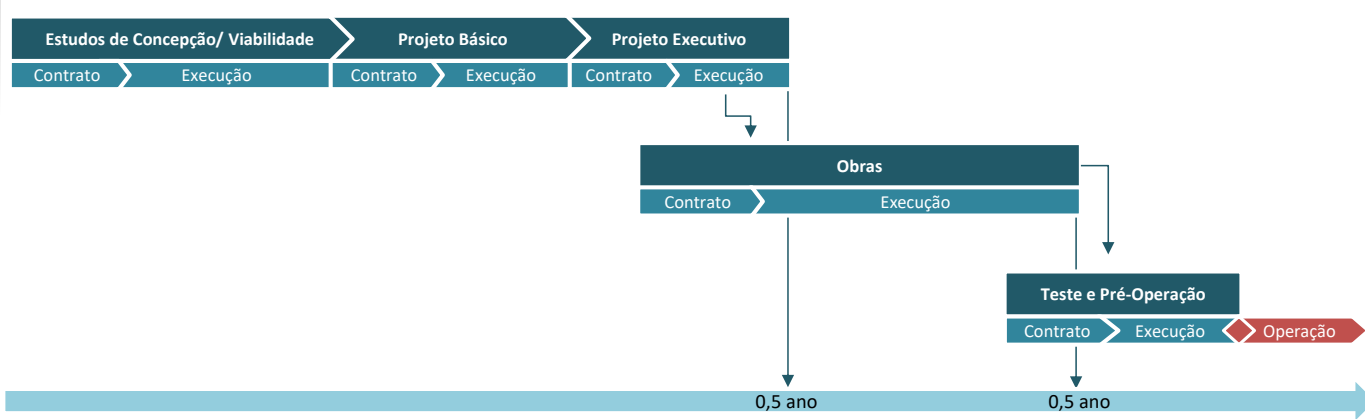 Estudos de Concepção/ Viabilidade
Projeto Básico
Projeto Executivo
Contrato
Execução
Contrato
Execução
Contrato
Execução
Obras
Contrato
Execução
Teste e Pré-Operação
Contrato
Execução
Operação
0,5 ano
0,5 ano